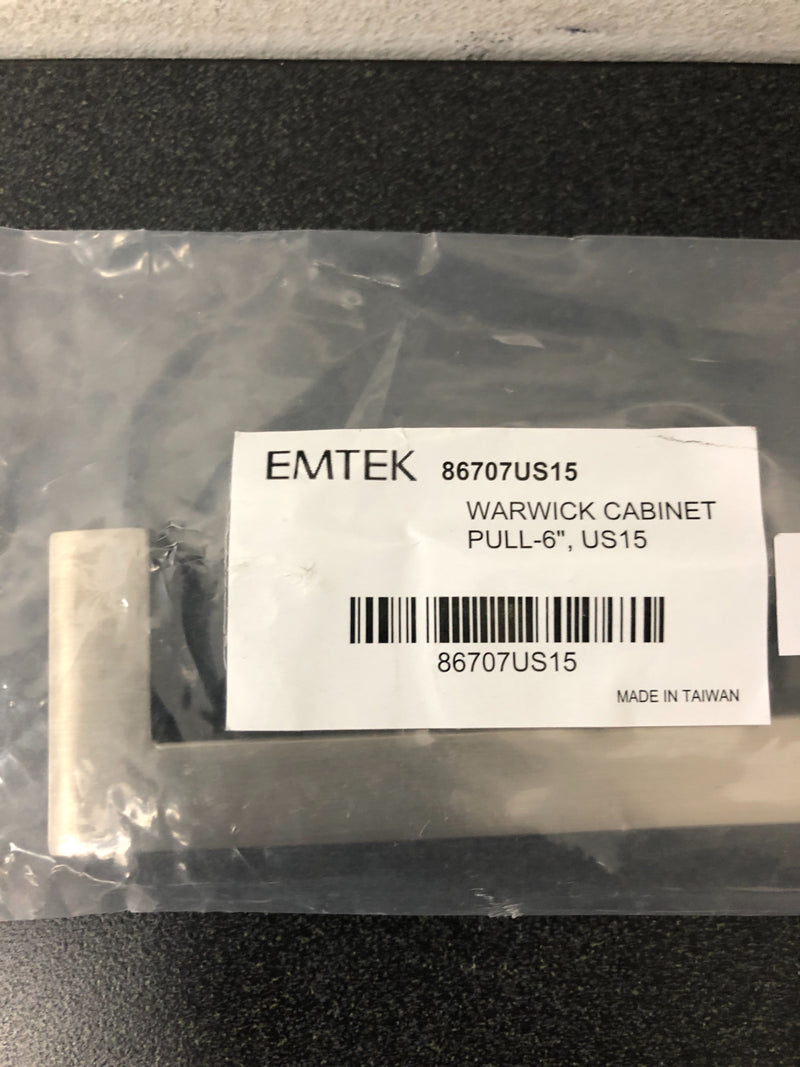 EMTEK 86707US15
WARWICK CABINET
PULL-6", US15
86707US15
MADE IN TAIWAN